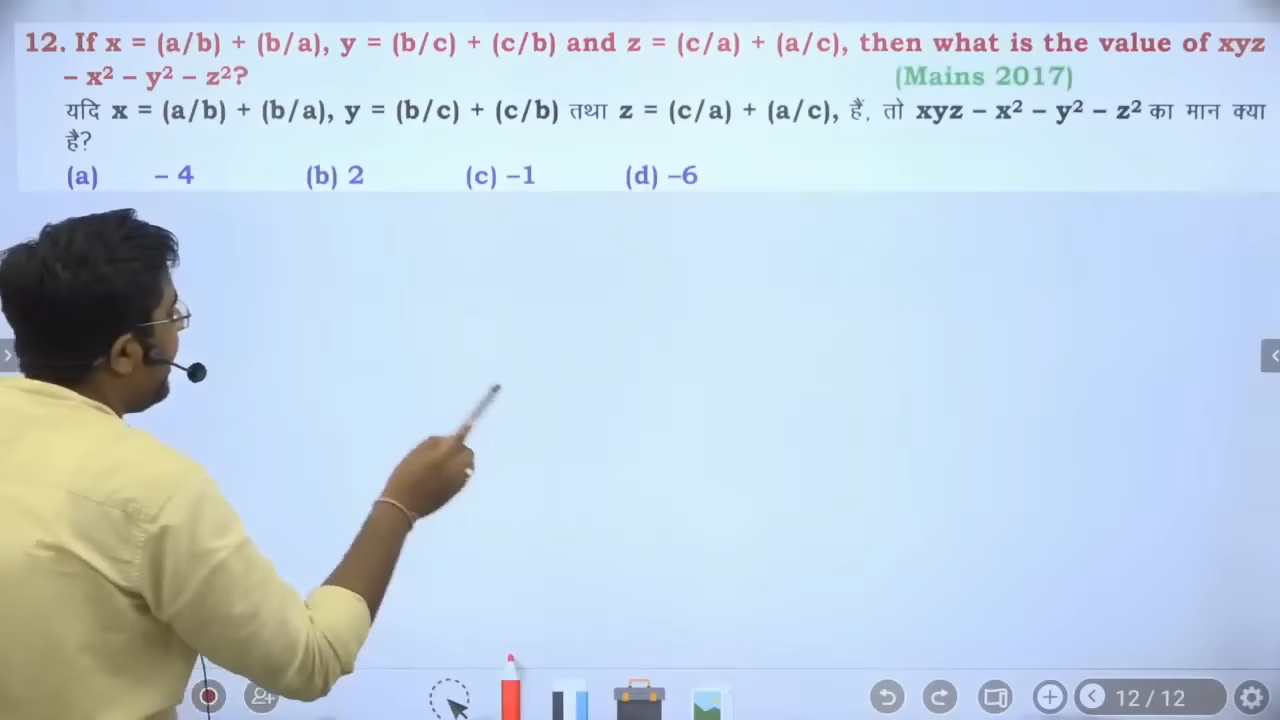 12. If x = (a/b) + (b/a), y = (b/c) + (c/b) and z = (c/a) + (a/c), then what is the value of xyz
– x² – y² – z²? (Mains 2017)
यदि x = (a/b) + (b/a), y = (b/c) + (c/b) तथा z = (c/a) + (a/c), हैं, तो xyz – x² – y² – z² का मान क्या
है?
(a) – 4 (b) 2 (c) –1 (d) –6
12 / 12